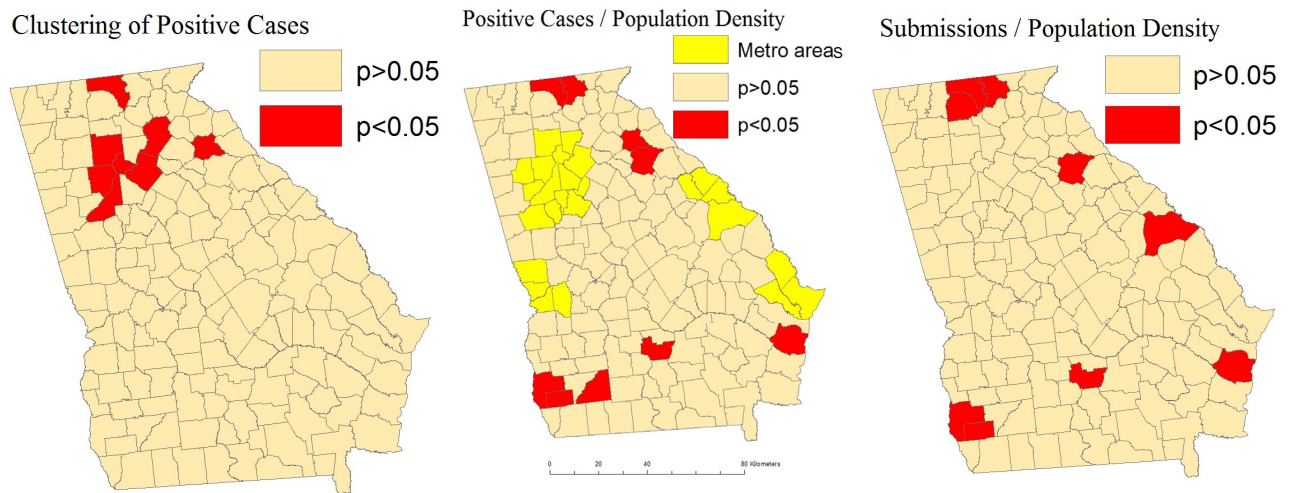 Clustering of Positive Cases
p>0.05
p<0.05
Positive Cases / Population Density
Metro areas
p>0.05
p<0.05
0 20 40 80 Kilometers
Submissions / Population Density
p>0.05
p<0.05